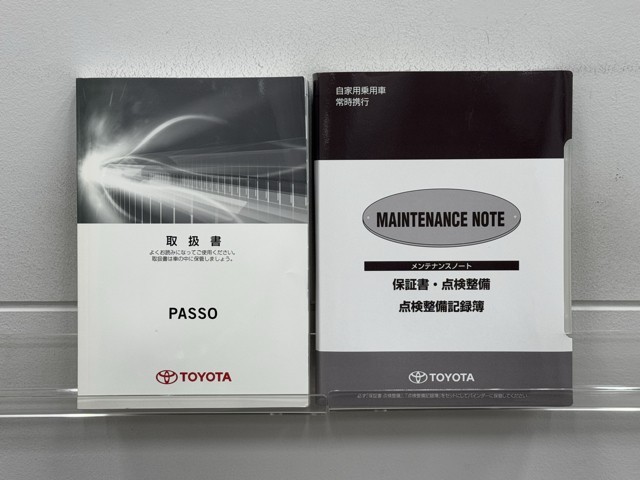 取扱書
よくお読みになってご使用ください。
取扱書は車の中に保管しましょう。
PASSO
TOYOTA
自家用乗用車
常時携行
MAINTENANCE NOTE
メンテナンスノート
保証書・点検整備
点検整備記録簿
TOYOTA